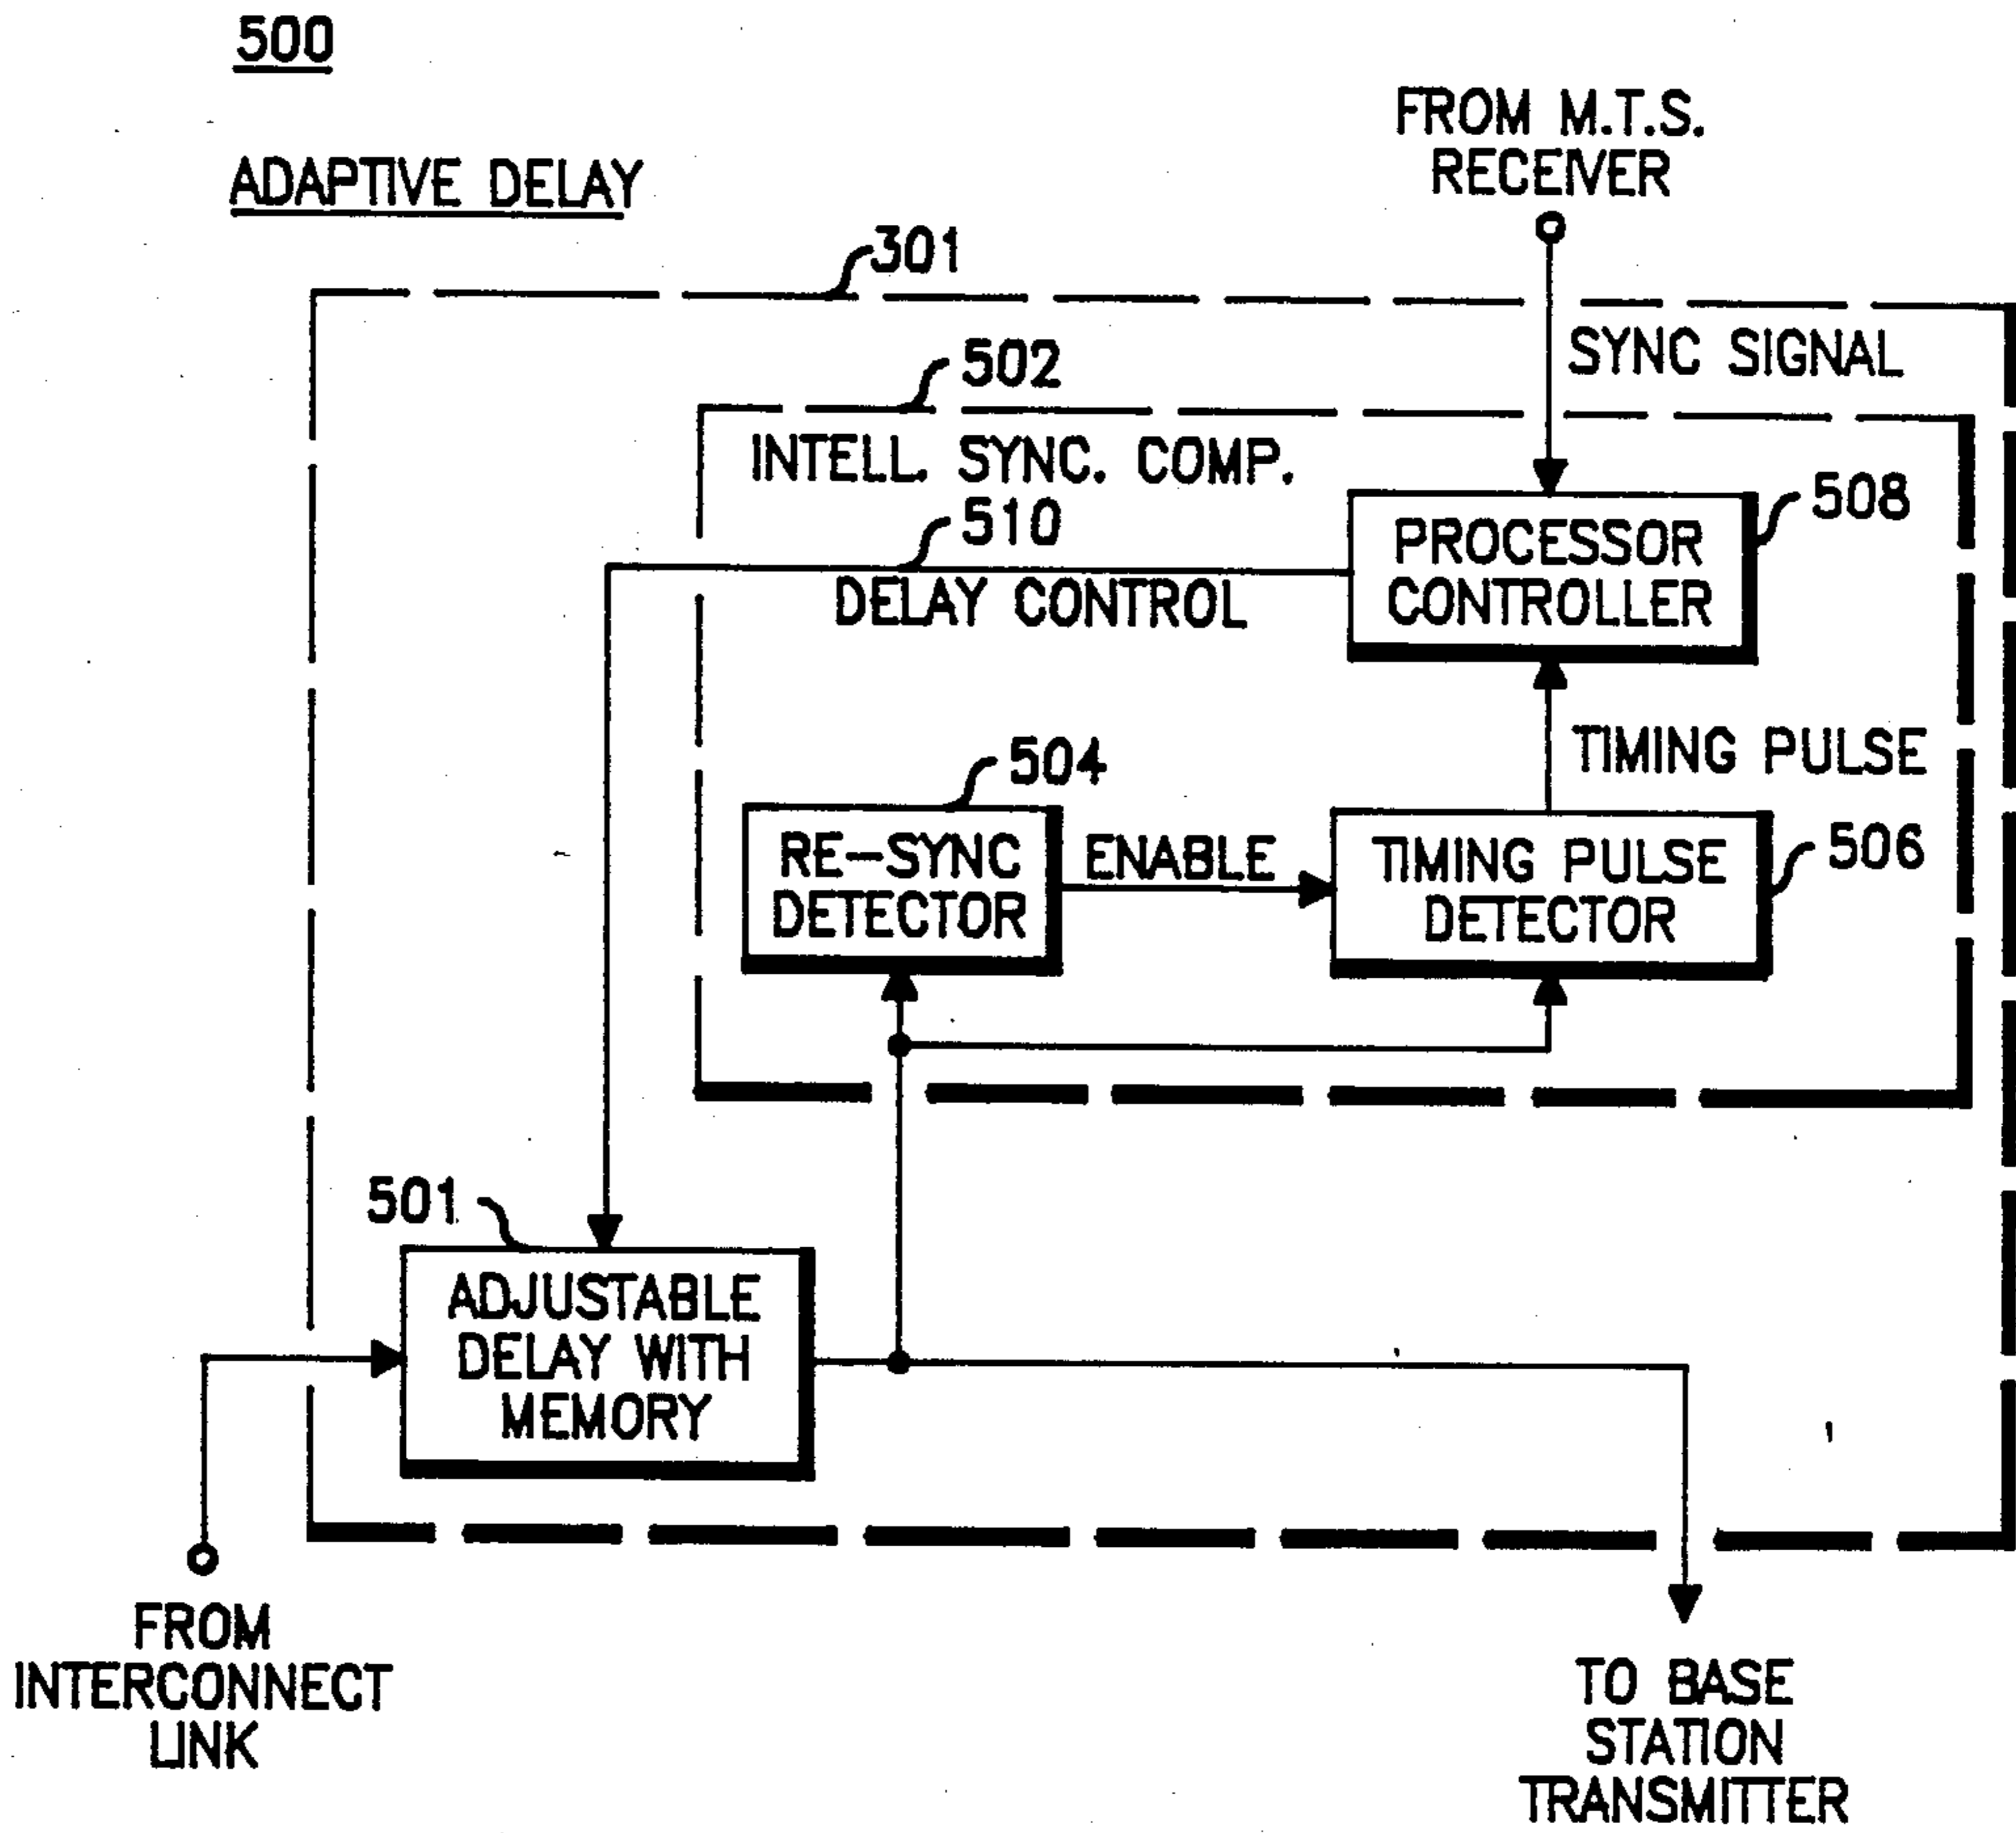 500
ADAPTIVE DELAY
FROM M.T.S.
RECEIVER
301
SYNC SIGNAL
502
INTELL. SYNC. COMP.
510
DELAY CONTROL
PROCESSOR
CONTROLLER
508
TIMING PULSE
504
RE-SYNC
DETECTOR
ENABLE
TIMING PULSE
DETECTOR
506
501
ADJUSTABLE
DELAY WITH
MEMORY
FROM
INTERCONNECT
LINK
TO BASE
STATION
TRANSMITTER